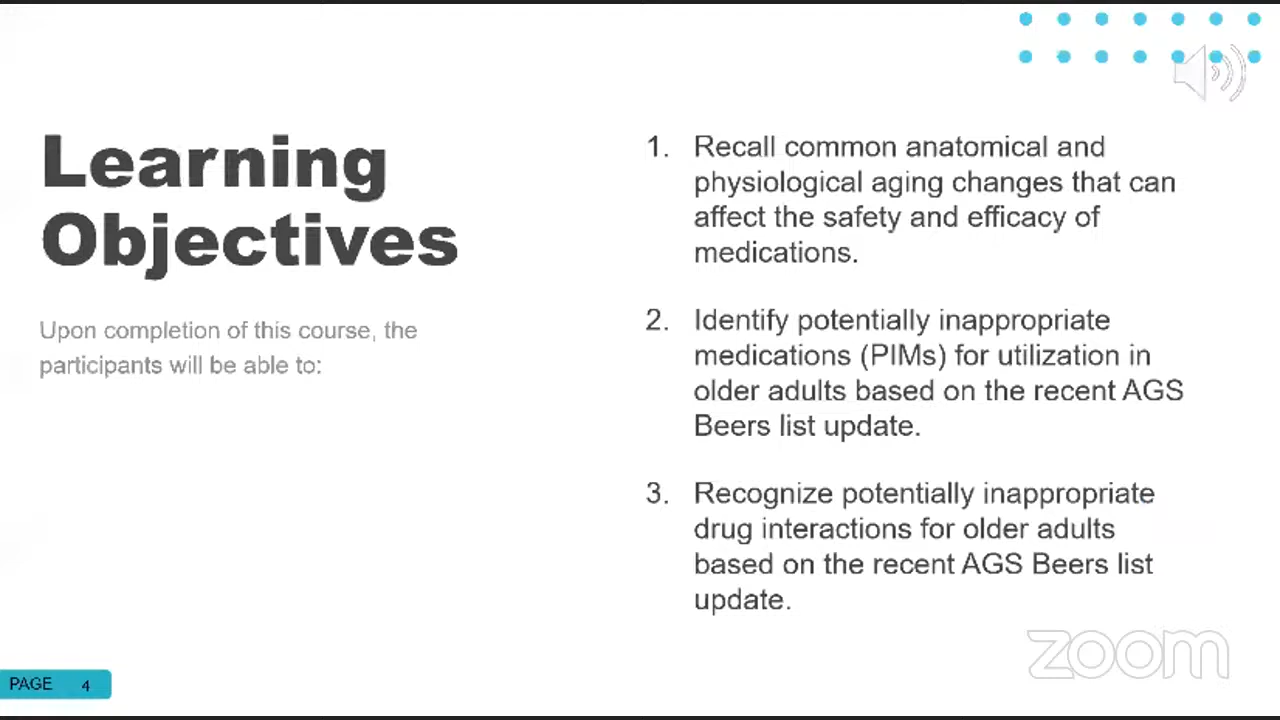 Learning
Objectives
Upon completion of this course, the
participants will be able to:
1. Recall common anatomical and
physiological aging changes that can
affect the safety and efficacy of
medications.
2. Identify potentially inappropriate
medications (PIMs) for utilization in
older adults based on the recent AGS
Beers list update.
3. Recognize potentially inappropriate
drug interactions for older adults
based on the recent AGS Beers list
update.
zoom
PAGE 4